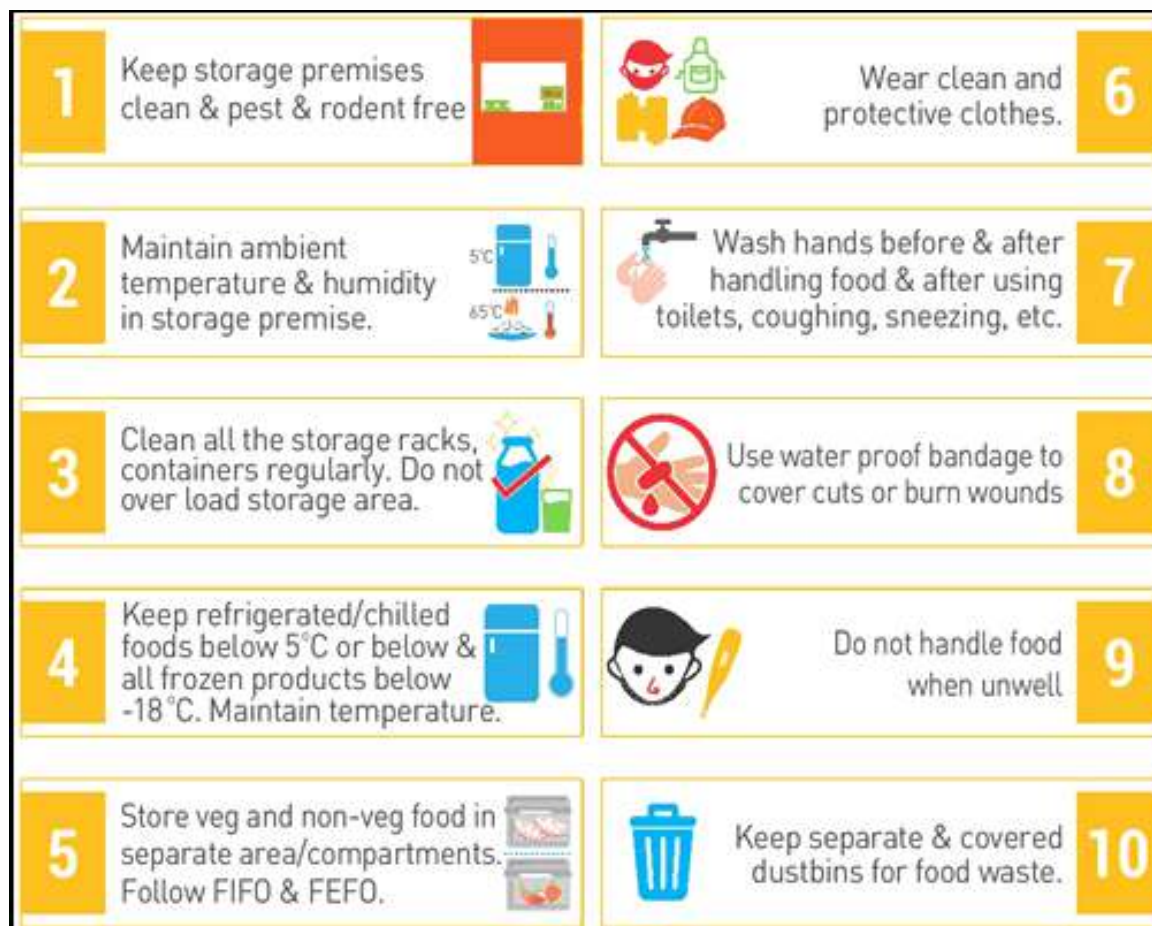 1
Keep storage premises
clean & pest & rodent free
2
Maintain ambient
temperature & humidity
in storage premise.
5°C
65°C
3
Clean all the storage racks,
containers regularly. Do not
over load storage area.
4
Keep refrigerated/chilled
foods below 5°C or below &
all frozen products below
-18°C. Maintain temperature.
5
Store veg and non-veg food in
separate area/compartments.
Follow FIFO & FEFO.
Wear clean and
protective clothes.
6
Wash hands before & after
handling food & after using
toilets, coughing, sneezing, etc.
7
Use water proof bandage to
cover cuts or burn wounds
8
Do not handle food
when unwell
9
Keep separate & covered
dustbins for food waste.
10